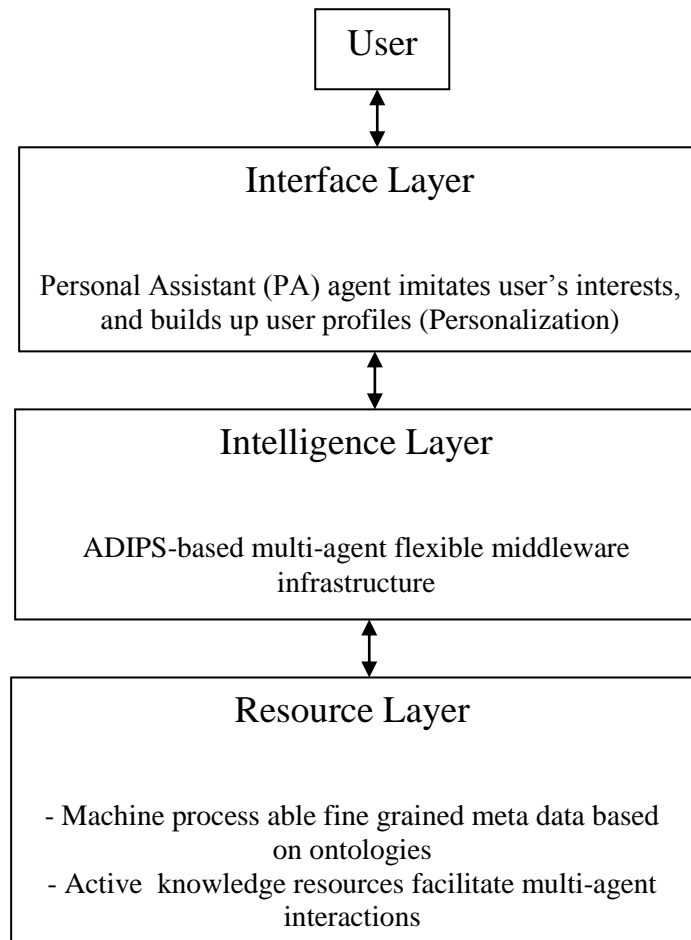 User
Interface Layer
Personal Assistant (PA) agent imitates user’s interests,
and builds up user profiles (Personalization)
Intelligence Layer
ADIPS-based multi-agent flexible middleware
infrastructure
Resource Layer
- Machine process able fine grained meta data based
on ontologies
- Active  knowledge resources facilitate multi-agent
interactions